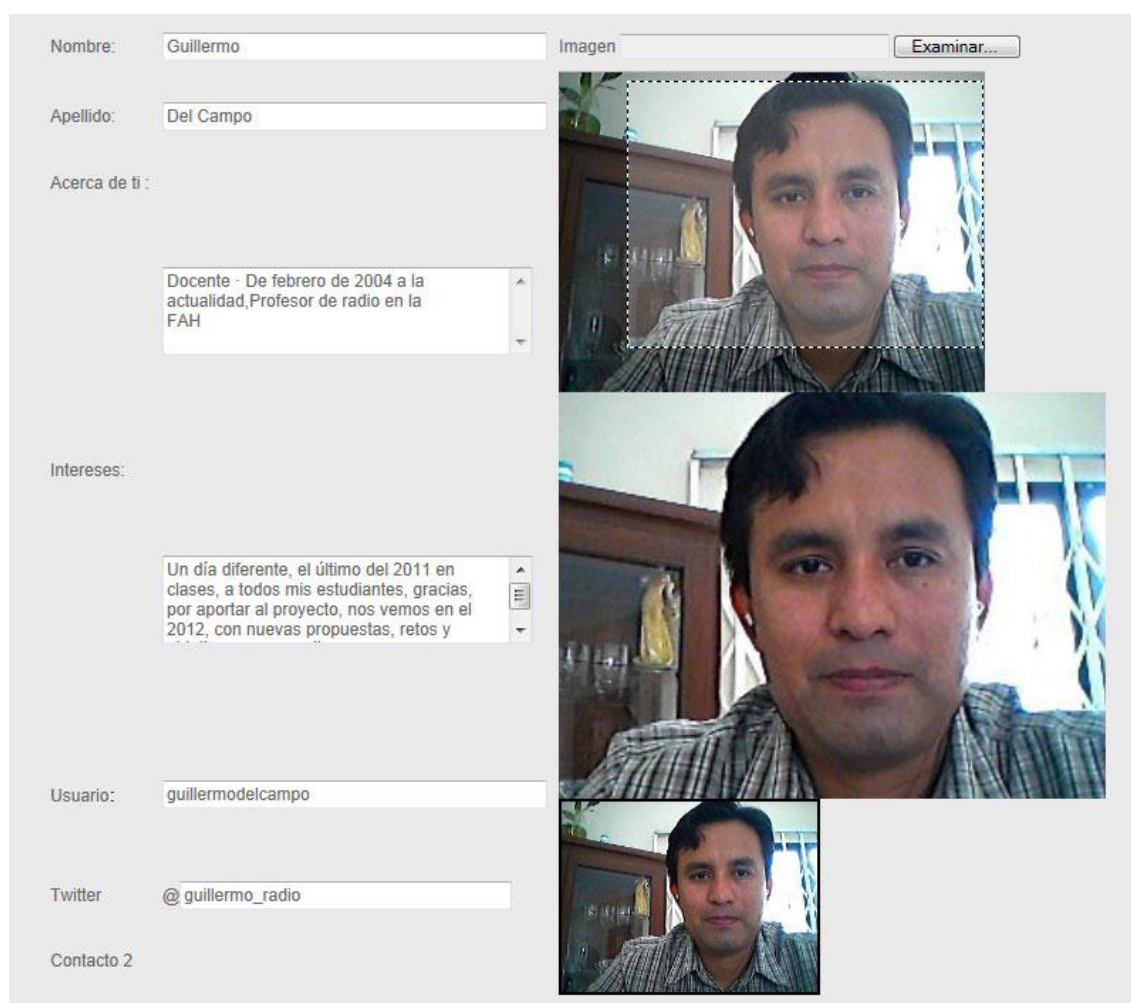 Nombre: Guillermo Imagen Examinar...
Apellido: Del Campo
Acerca de ti :
Docente · De febrero de 2004 a la
actualidad,Profesor de radio en la
FAH
Intereses:
Un día diferente, el último del 2011 en
clases, a todos mis estudiantes, gracias,
por aportar al proyecto, nos vemos en el
2012, con nuevas propuestas, retos y
Usuario: guillermodelcampo
Twitter @ guillermo_radio
Contacto 2